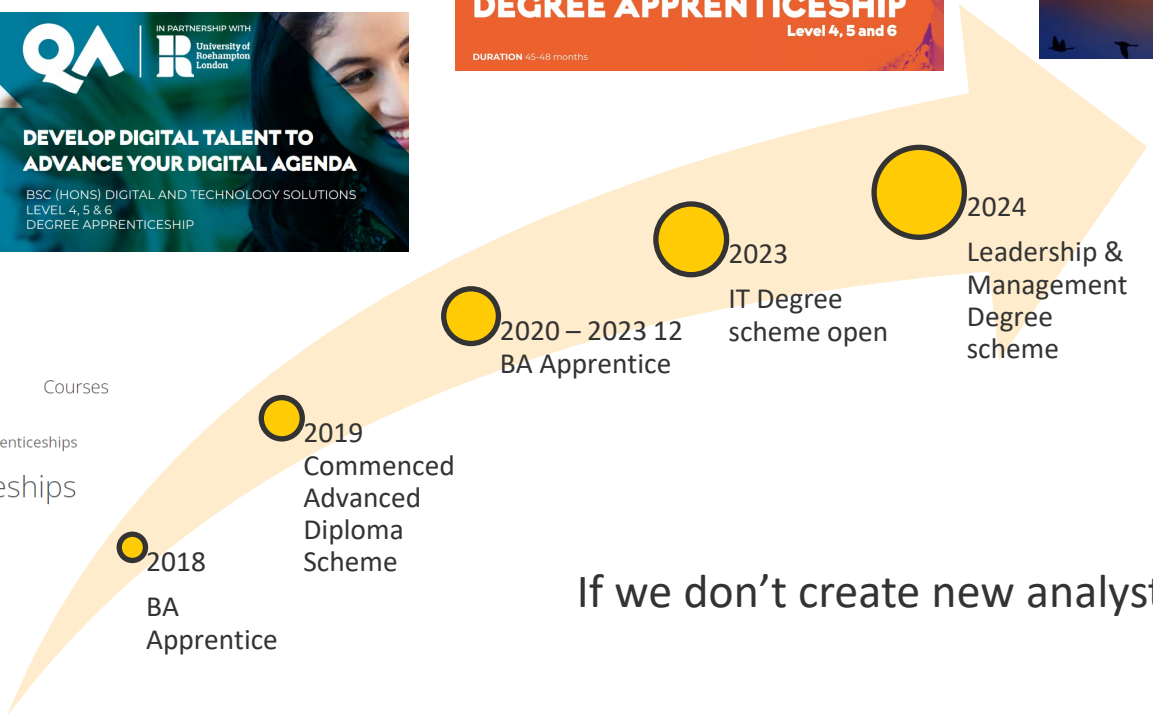 QA
IN PARTNERSHIP WITH
R
University of
Roehampton
London
DEVELOP DIGITAL TALENT TO
ADVANCE YOUR DIGITAL AGENDA
BSC (HONS) DIGITAL AND TECHNOLOGY SOLUTIONS
LEVEL 4, 5 & 6
DEGREE APPRENTICESHIP
DEGREE APPRENTICESHIP
Level 4, 5 and 6
DURATION 45-48 months
Courses
enticeships
eships
2018
BA
Apprentice
2019
Commenced
Advanced
Diploma
Scheme
2020 – 2023 12
BA Apprentice
2023
IT Degree
scheme open
2024
Leadership &
Management
Degree
scheme
If we don’t create new analyst